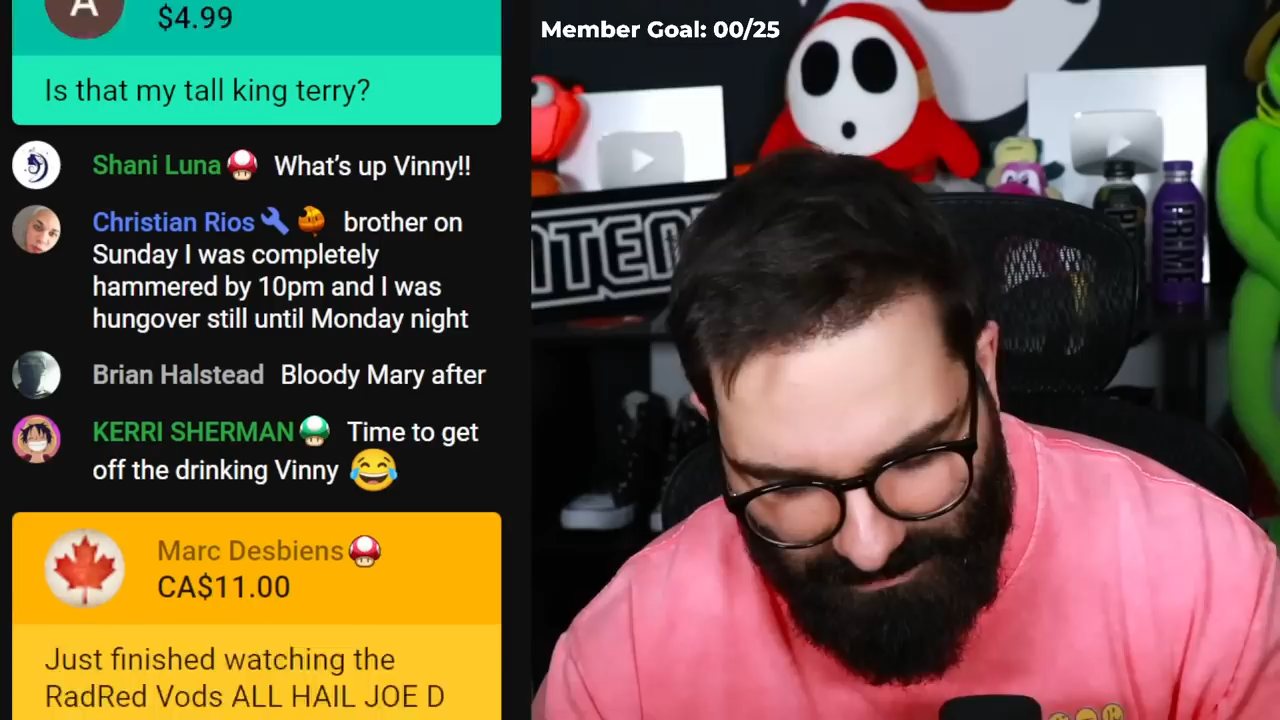 A
$4.99
Is that my tall king terry?
Shani Luna What's up Vinny!!
Christian Rios brother on
Sunday I was completely
hammered by 10pm and I was
hungover still until Monday night
Brian Halstead Bloody Mary after
KERRI SHERMAN Time to get
off the drinking Vinny 😂
Marc Desbiens
CA$11.00
Just finished watching the
RadRed Vods ALL HAIL JOE D
Member Goal: 00/25
NTEN
PRIME